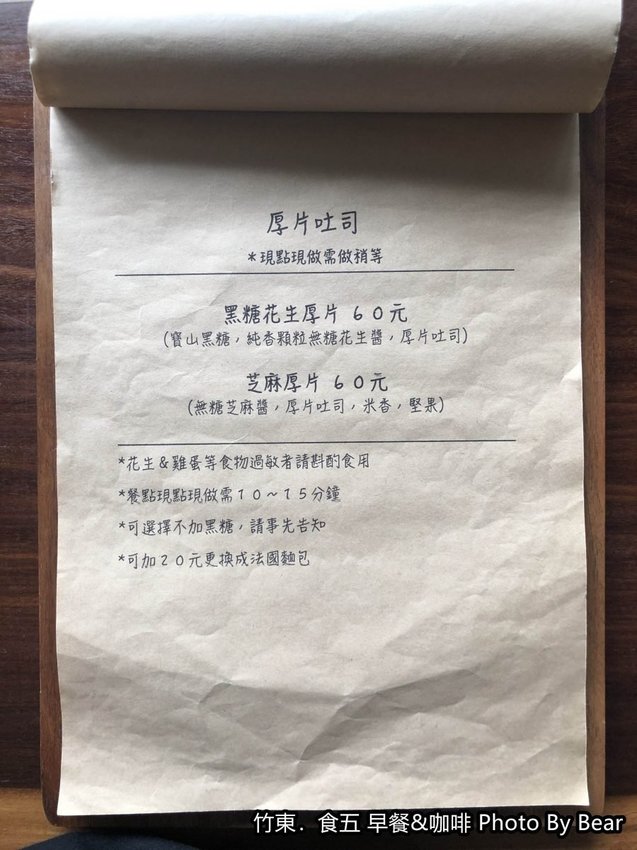 厚片吐司
＊現點現做需做稍等
黑糖花生厚片 60元
(寶山黑糖，純香顆粒無糖花生醬，厚片吐司)
芝麻厚片 60元
(無糖芝麻醬，厚片吐司，米香，堅果)
*花生&雞蛋等食物過敏者請斟酌食用
*餐點現點現做需10～15分鐘
*可選擇不加黑糖，請事先告知
*可加20元更換成法國麵包
竹東．食五 早餐&咖啡 Photo By Bear